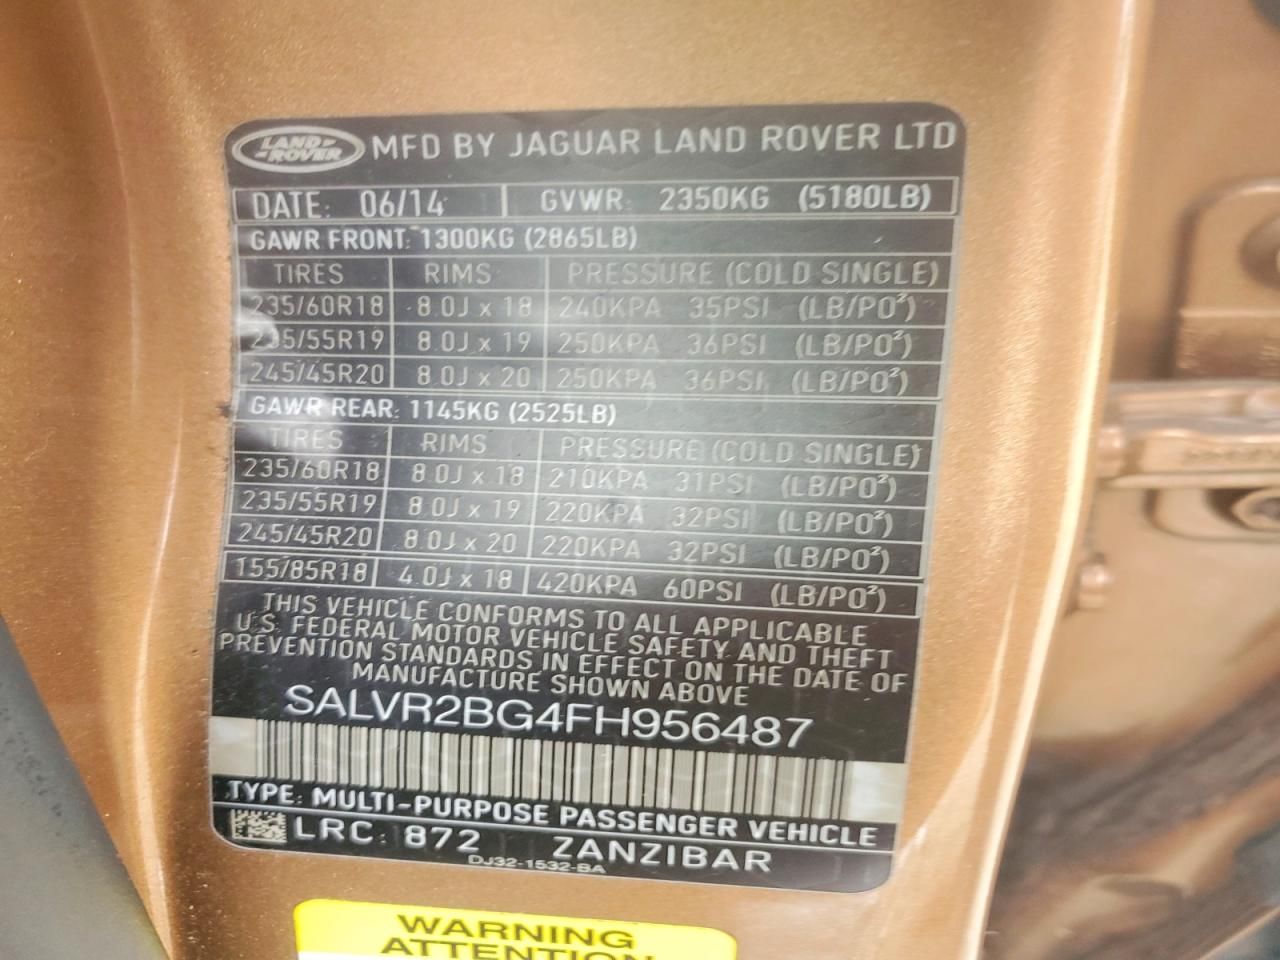 LAND ROVER MFD BY JAGUAR LAND ROVER LTD
DATE: 06/14 GVWR: 2350KG (5180LB)
GAWR FRONT: 1300KG (2865LB)
TIRES RIMS PRESSURE (COLD SINGLE)
235/60R18 8.0J x 18 240KPA 35PSI (LB/PO²)
235/55R19 8.0J x 19 250KPA 36PSI (LB/PO²)
245/45R20 8.0J x 20 250KPA 36PSI (LB/PO²)
GAWR REAR: 1145KG (2525LB)
TIRES RIMS PRESSURE (COLD SINGLE)
235/60R18 8.0J x 18 210KPA 31PSI (LB/PO²)
235/55R19 8.0J x 19 220KPA 32PSI (LB/PO²)
245/45R20 8.0J x 20 220KPA 32PSI (LB/PO²)
155/85R18 4.0J x 18 420KPA 60PSI (LB/PO²)
THIS VEHICLE CONFORMS TO ALL APPLICABLE
U.S. FEDERAL MOTOR VEHICLE SAFETY AND THEFT
PREVENTION STANDARDS IN EFFECT ON THE DATE OF
MANUFACTURE SHOWN ABOVE
SALVR2BG4FH956487
TYPE: MULTI-PURPOSE PASSENGER VEHICLE
LRC: 872 ZANZIBAR
DJ32-1532-BA
WARNING
ATTENTION